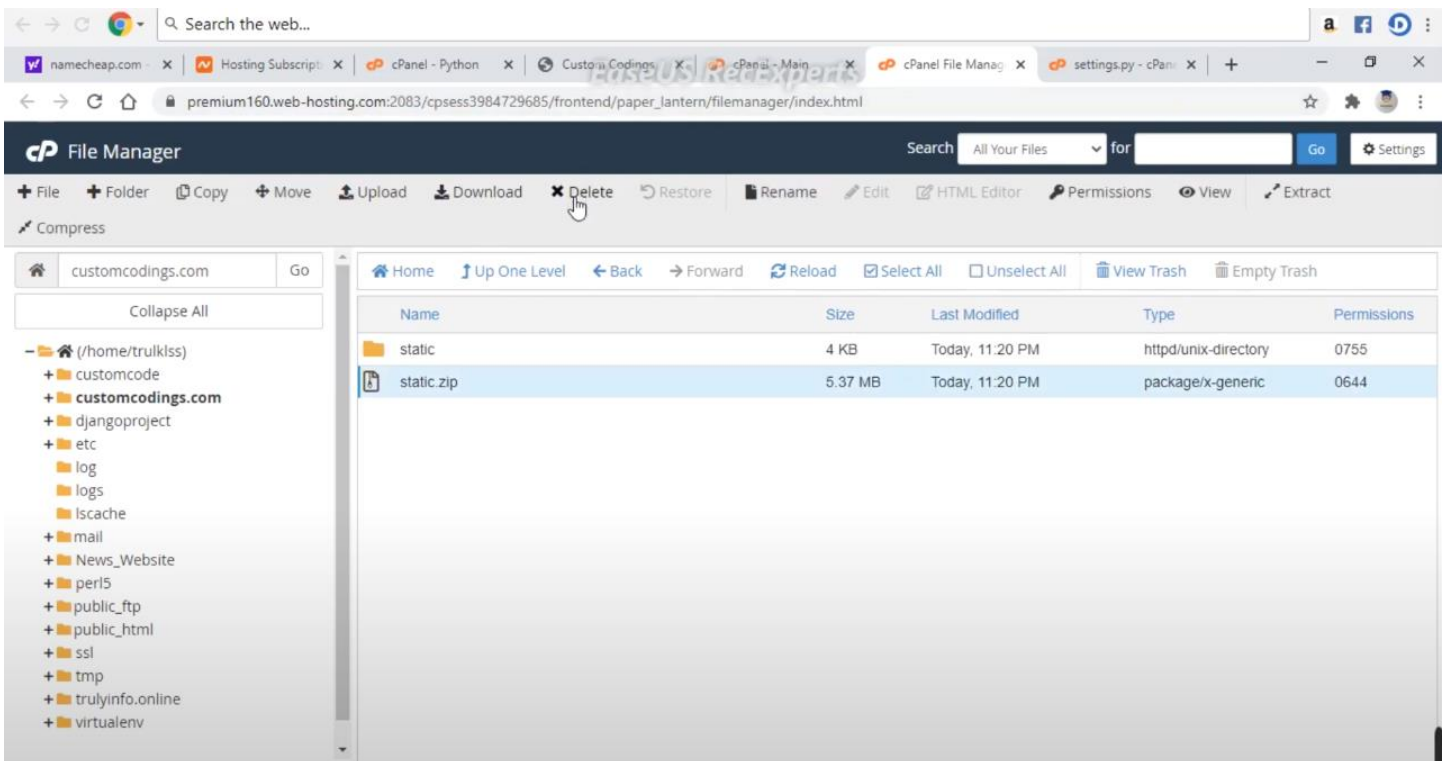 Search the web...
namecheap.com - Hosting Subscripti cPanel - Python Custom Codings cPanel - Main cPanel File Manag settings.py - cPan
EaseUS RecExperts
premium160.web-hosting.com:2083/cpsess3984729685/frontend/paper_lantern/filemanager/index.html
cP File Manager Search All Your Files for Go Settings
File Folder Copy Move Upload Download Delete Restore Rename Edit HTML Editor Permissions View Extract
Compress
customcodings.com Go Home Up One Level Back Forward Reload Select All Unselect All View Trash Empty Trash
Collapse All
Name Size Last Modified Type Permissions
static 4 KB Today, 11:20 PM httpd/unix-directory 0755
static.zip 5.37 MB Today, 11:20 PM package/x-generic 0644
(/home/trulklss)
customcode
customcodings.com
djangoproject
etc
log
logs
lscache
mail
News_Website
perl5
public_ftp
public_html
ssl
tmp
trulyinfo.online
virtualenv